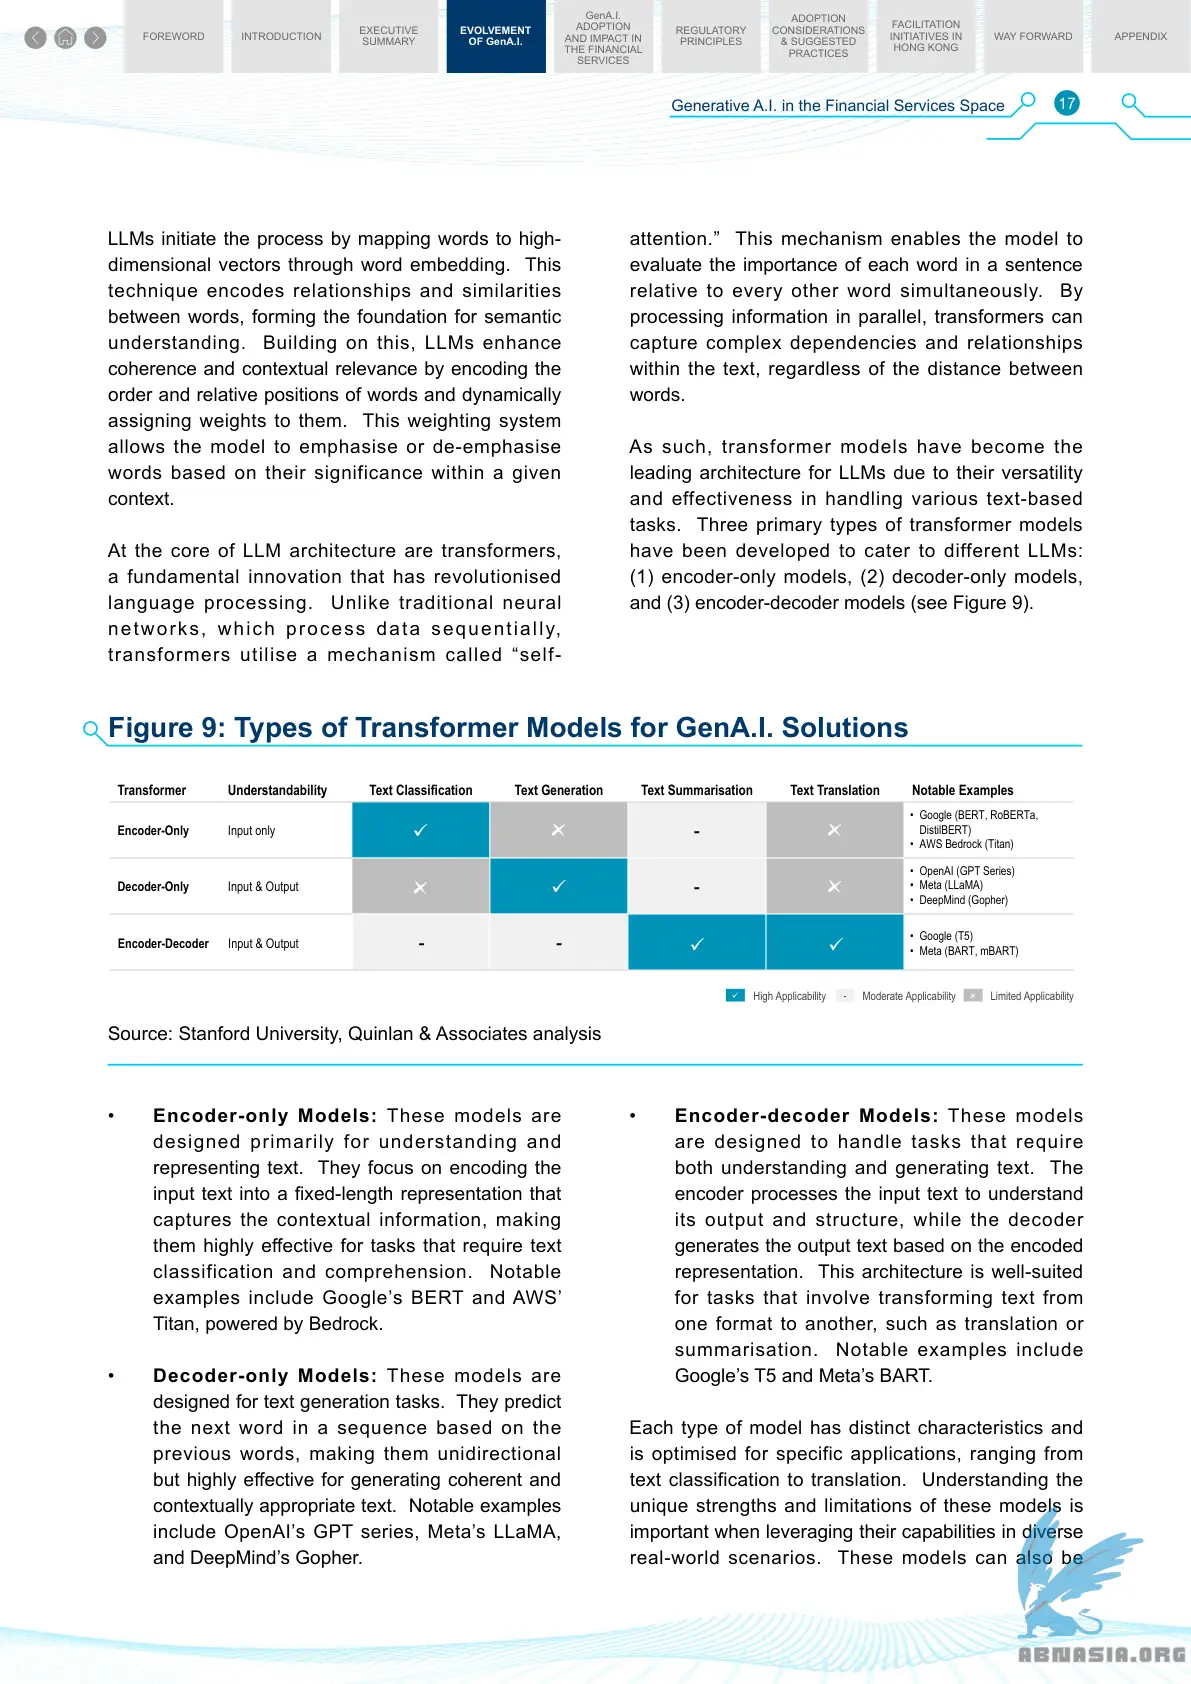 FOREWORD
INTRODUCTION
EXECUTIVE
SUMMARY
EVOLVEMENT
OF GenA.I.
GenA.I.
ADOPTION
AND IMPACT IN
THE FINANCIAL
SERVICES
REGULATORY
PRINCIPLES
ADOPTION
CONSIDERATIONS
& SUGGESTED
PRACTICES
FACILITATION
INITIATIVES IN
HONG KONG
WAY FORWARD
APPENDIX
Generative A.I. in the Financial Services Space
17
LLMs initiate the process by mapping words to high-
dimensional vectors through word embedding. This
technique encodes relationships and similarities
between words, forming the foundation for semantic
understanding. Building on this, LLMs enhance
coherence and contextual relevance by encoding the
order and relative positions of words and dynamically
assigning weights to them. This weighting system
allows the model to emphasise or de-emphasise
words based on their significance within a given
context.
At the core of LLM architecture are transformers,
a fundamental innovation that has revolutionised
language processing. Unlike traditional neural
networks, which process data sequentially,
transformers utilise a mechanism called “self-
attention.” This mechanism enables the model to
evaluate the importance of each word in a sentence
relative to every other word simultaneously. By
processing information in parallel, transformers can
capture complex dependencies and relationships
within the text, regardless of the distance between
words.
As such, transformer models have become the
leading architecture for LLMs due to their versatility
and effectiveness in handling various text-based
tasks. Three primary types of transformer models
have been developed to cater to different LLMs:
(1) encoder-only models, (2) decoder-only models,
and (3) encoder-decoder models (see Figure 9).
Figure 9: Types of Transformer Models for GenA.I. Solutions
Transformer Understandability Text Classification Text Generation Text Summarisation Text Translation Notable Examples
Encoder-Only Input only ✓ ✗ - ✗
• Google (BERT, RoBERTa,
DistilBERT)
• AWS Bedrock (Titan)
Decoder-Only Input & Output ✗ ✓ - ✗
• OpenAI (GPT Series)
• Meta (LLaMA)
• DeepMind (Gopher)
Encoder-Decoder Input & Output - - ✓ ✓
• Google (T5)
• Meta (BART, mBART)
✓ High Applicability - Moderate Applicability ✗ Limited Applicability
Source: Stanford University, Quinlan & Associates analysis
• Encoder-only Models: These models are
designed primarily for understanding and
representing text. They focus on encoding the
input text into a fixed-length representation that
captures the contextual information, making
them highly effective for tasks that require text
classification and comprehension. Notable
examples include Google’s BERT and AWS’
Titan, powered by Bedrock.
• Decoder-only Models: These models are
designed for text generation tasks. They predict
the next word in a sequence based on the
previous words, making them unidirectional
but highly effective for generating coherent and
contextually appropriate text. Notable examples
include OpenAI’s GPT series, Meta’s LLaMA,
and DeepMind’s Gopher.
• Encoder-decoder Models: These models
are designed to handle tasks that require
both understanding and generating text. The
encoder processes the input text to understand
its output and structure, while the decoder
generates the output text based on the encoded
representation. This architecture is well-suited
for tasks that involve transforming text from
one format to another, such as translation or
summarisation. Notable examples include
Google’s T5 and Meta’s BART.
Each type of model has distinct characteristics and
is optimised for specific applications, ranging from
text classification to translation. Understanding the
unique strengths and limitations of these models is
important when leveraging their capabilities in diverse
real-world scenarios. These models can also be
ABNASIA.ORG